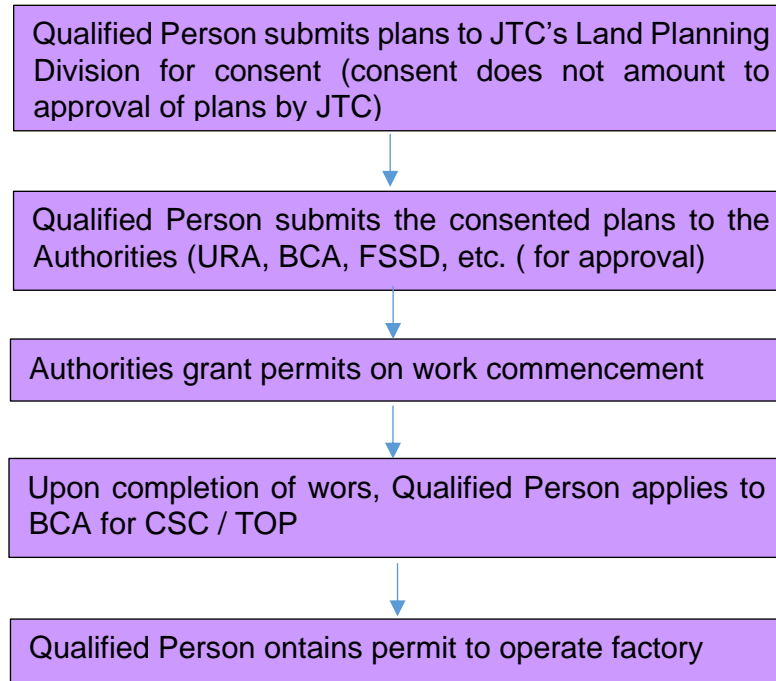 Qualified Person submits plans to JTC’s Land Planning
Division for consent (consent does not amount to
approval of plans by JTC)
Qualified Person submits the consented plans to the
Authorities (URA, BCA, FSSD, etc. ( for approval)
Authorities grant permits on work commencement
Upon completion of wors, Qualified Person applies to
BCA for CSC / TOP
Qualified Person ontains permit to operate factory